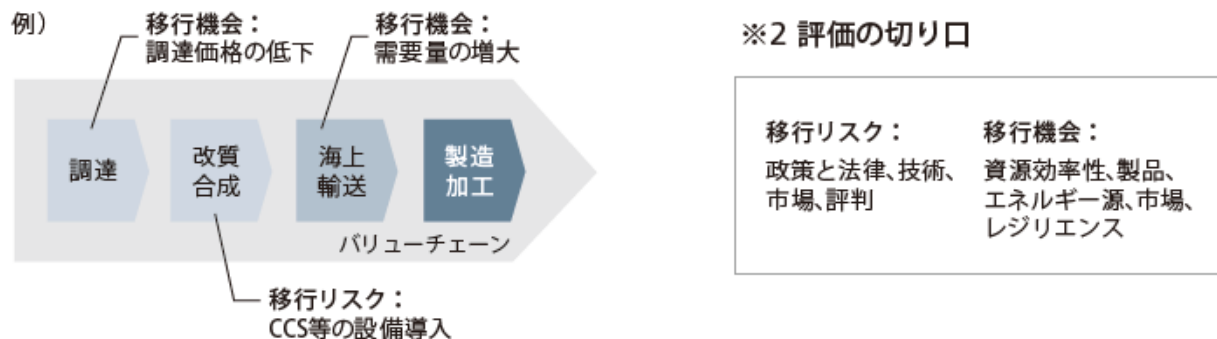 例）
移行機会：
調達価格の低下
移行機会：
需要量の増大
調達
改質
合成
海上
輸送
製造
加工
バリューチェーン
移行リスク：
CCS等の設備導入
※2 評価の切り口
移行リスク：
政策と法律、技術、
市場、評判
移行機会：
資源効率性、製品、
エネルギー源、市場、
レジリエンス